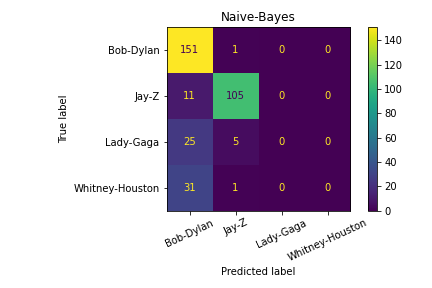 Naive-Bayes
True label
Bob-Dylan 151 1 0 0
Jay-Z 11 105 0 0
Lady-Gaga 25 5 0 0
Whitney-Houston 31 1 0 0
Bob-Dylan Jay-Z Lady-Gaga Whitney-Houston
Predicted label
140
120
100
80
60
40
20
0